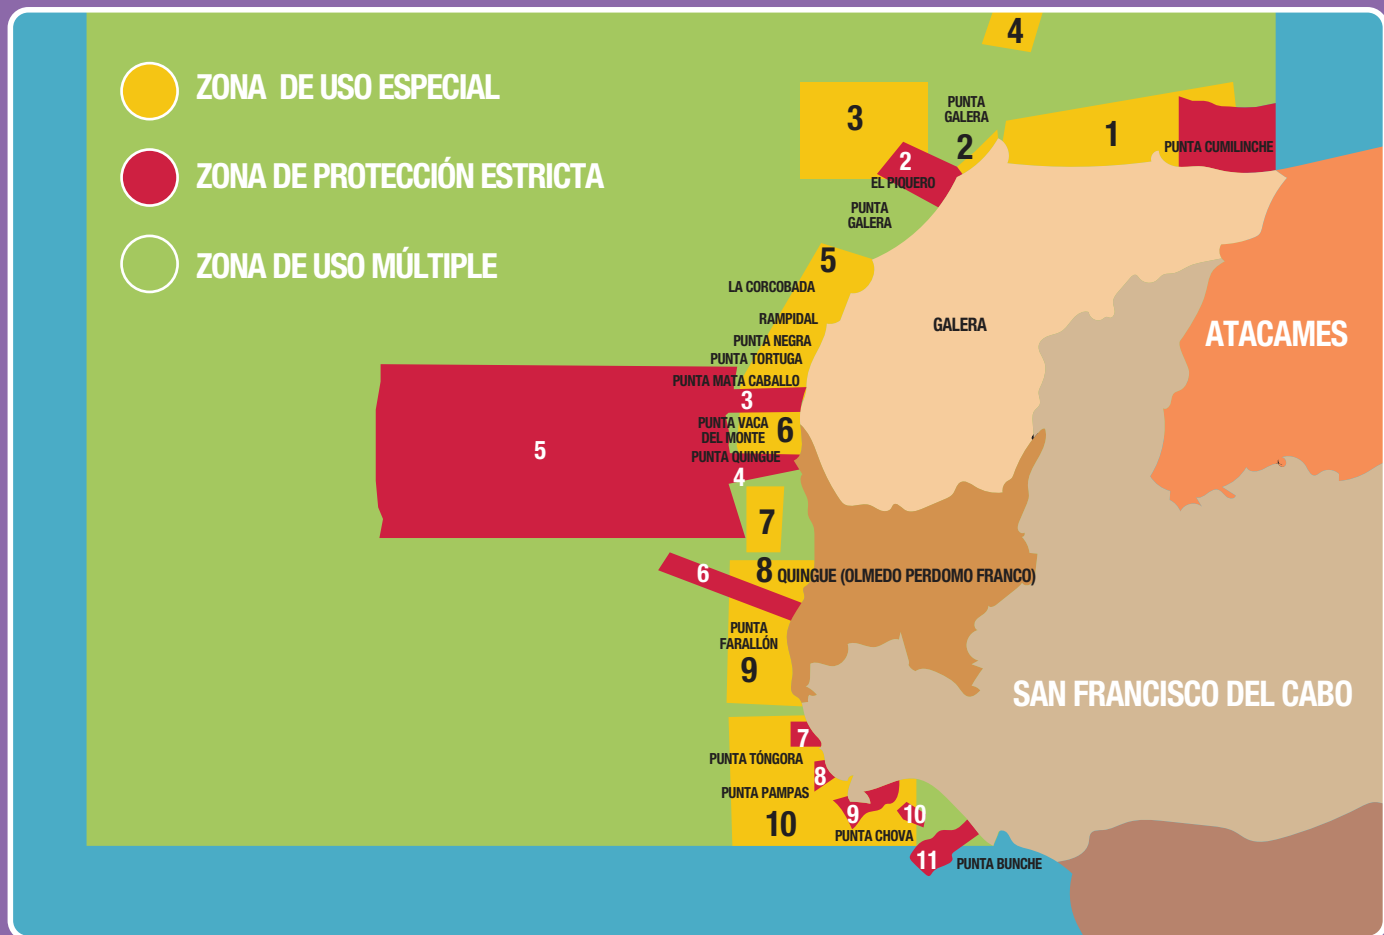 4
ZONA DE USO ESPECIAL
ZONA DE PROTECCIÓN ESTRICTA
ZONA DE USO MÚLTIPLE
3
PUNTA
GALERA
2
1
PUNTA CUMILINCHE
2
EL PIQUERO
PUNTA
GALERA
5
LA CORCOBADA
RAMPIDAL
GALERA
ATACAMES
PUNTA NEGRA
PUNTA TORTUGA
PUNTA MATA CABALLO
3
PUNTA VACA
DEL MONTE
6
5
PUNTA QUINGUE
4
7
6
8
QUINGUE (OLMEDO PERDOMO FRANCO)
PUNTA
FARALLÓN
9
SAN FRANCISCO DEL CABO
7
PUNTA TÓNGORA
8
PUNTA PAMPAS
9
10
10
PUNTA CHOVA
11
PUNTA BUNCHE